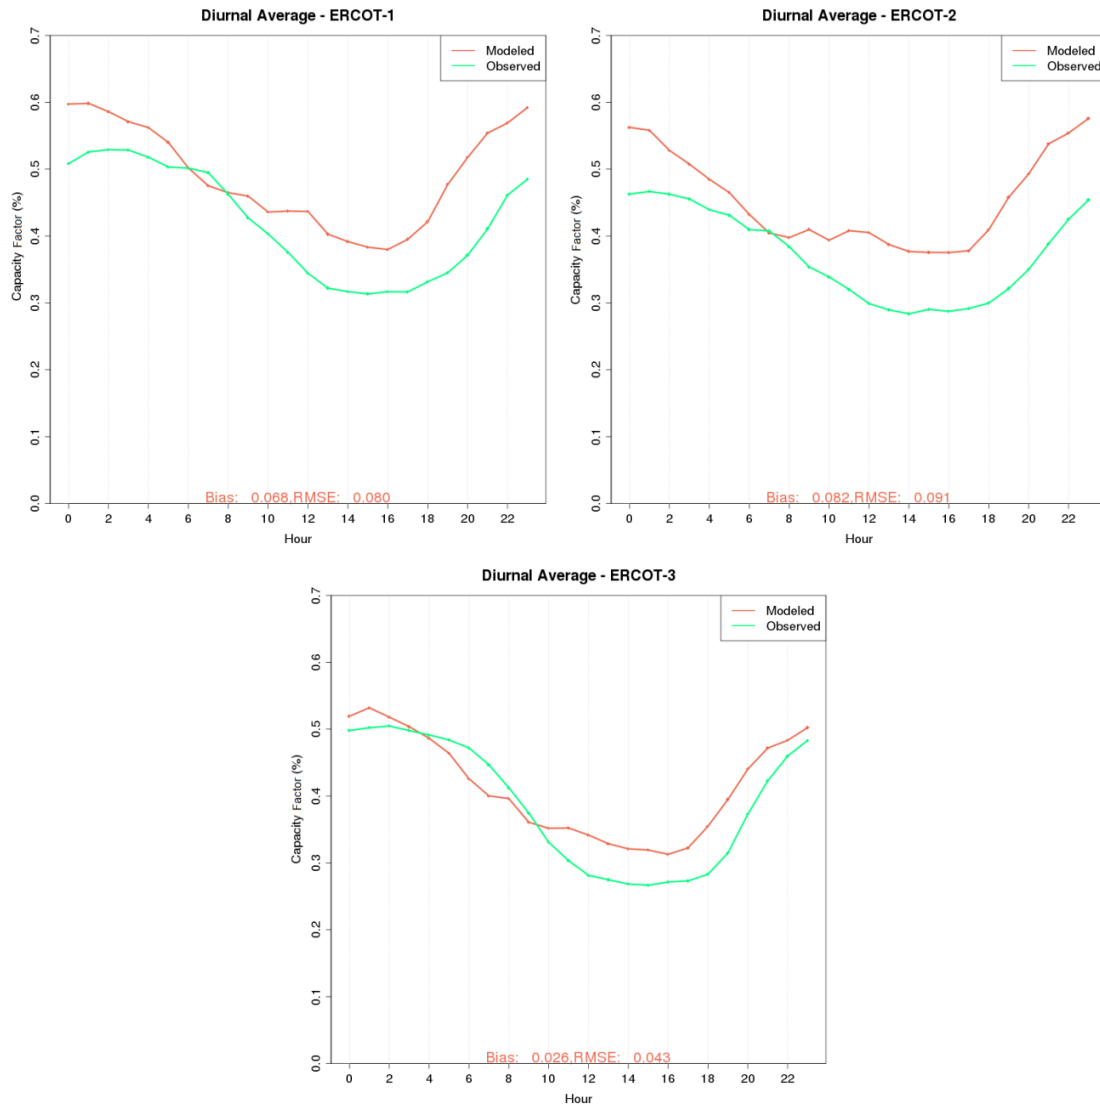 Diurnal Average - ERCOT-1
Modeled
Observed
Capacity Factor (%)
0.7
0.6
0.5
0.4
0.3
0.2
0.1
0.0
Bias: 0.068,RMSE: 0.080
0 2 4 6 8 10 12 14 16 18 20 22
Hour
Diurnal Average - ERCOT-2
Modeled
Observed
Capacity Factor (%)
0.7
0.6
0.5
0.4
0.3
0.2
0.1
0.0
Bias: 0.082,RMSE: 0.091
0 2 4 6 8 10 12 14 16 18 20 22
Hour
Diurnal Average - ERCOT-3
Modeled
Observed
Capacity Factor (%)
0.7
0.6
0.5
0.4
0.3
0.2
0.1
0.0
Bias: 0.026,RMSE: 0.043
0 2 4 6 8 10 12 14 16 18 20 22
Hour